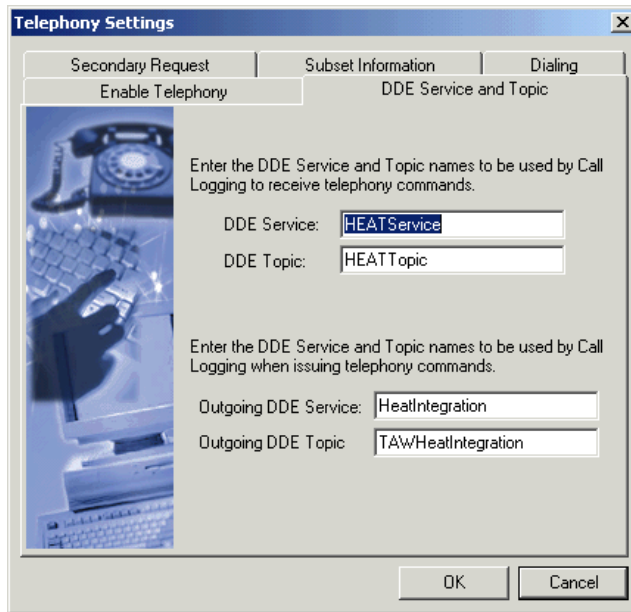 Telephony Settings
Secondary Request
Subset Information
Dialing
Enable Telephony
DDE Service and Topic
Enter the DDE Service and Topic names to be used by Call
Logging to receive telephony commands.
DDE Service: HEATService
DDE Topic: HEATTopic
Enter the DDE Service and Topic names to be used by Call
Logging when issuing telephony commands.
Outgoing DDE Service: HeatIntegration
Outgoing DDE Topic TAWHeatIntegration
OK
Cancel